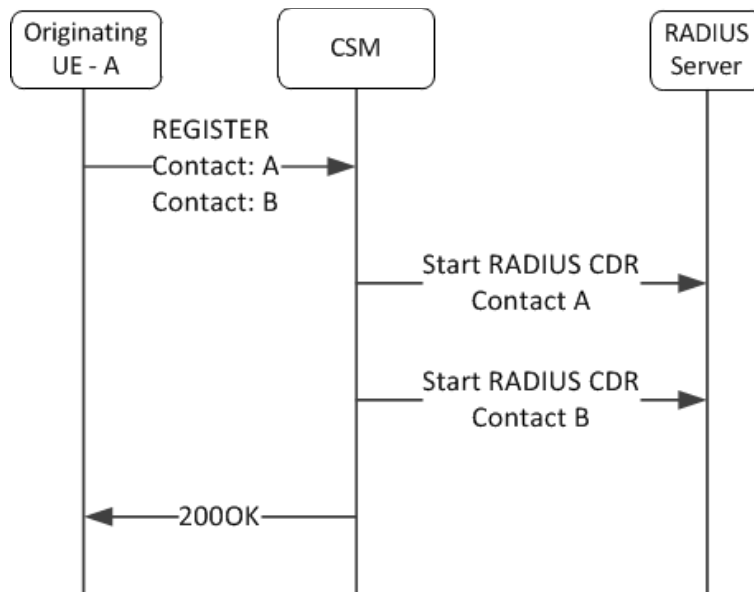 Originating
UE - A
CSM
RADIUS
Server
REGISTER
Contact: A
Contact: B
Start RADIUS CDR
Contact A
Start RADIUS CDR
Contact B
200OK